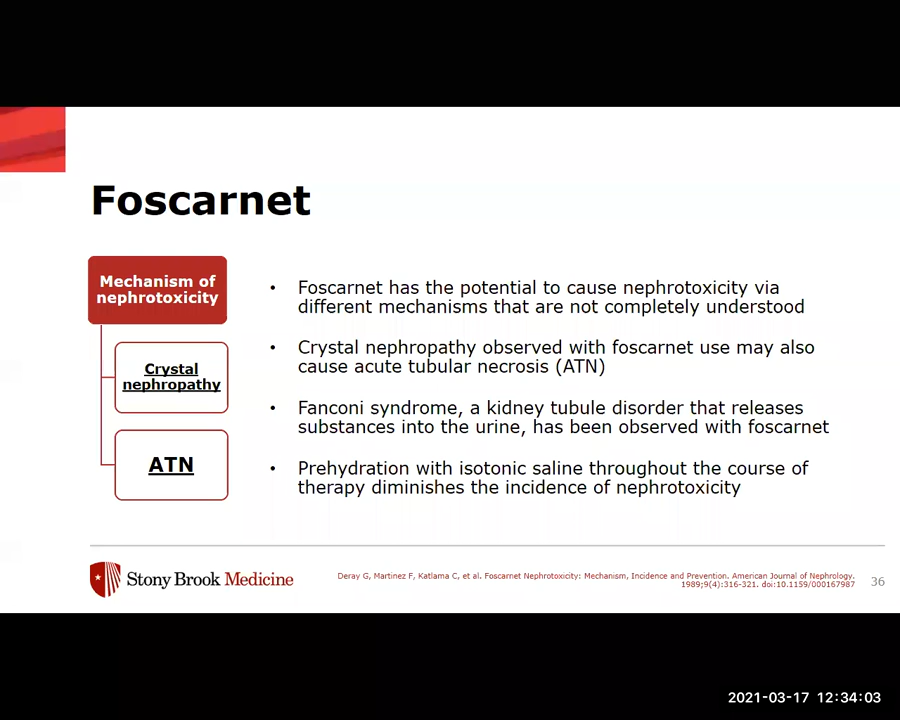 Foscarnet
Mechanism of
nephrotoxicity
Crystal
nephropathy
ATN
• Foscarnet has the potential to cause nephrotoxicity via
different mechanisms that are not completely understood
• Crystal nephropathy observed with foscarnet use may also
cause acute tubular necrosis (ATN)
• Fanconi syndrome, a kidney tubule disorder that releases
substances into the urine, has been observed with foscarnet
• Prehydration with isotonic saline throughout the course of
therapy diminishes the incidence of nephrotoxicity
Stony Brook Medicine
Deray G, Martinez F, Katlama C, et al. Foscarnet Nephrotoxicity: Mechanism, Incidence and Prevention. American Journal of Nephrology.
1989;9(4):316-321. doi:10.1159/000167987
36
2021-03-17 12:34:03